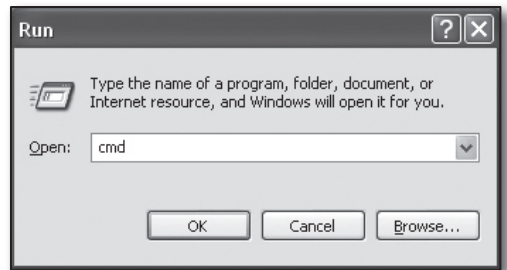 Run
Type the name of a program, folder, document, or
Internet resource, and Windows will open it for you.
Open: cmd
OK Cancel Browse...